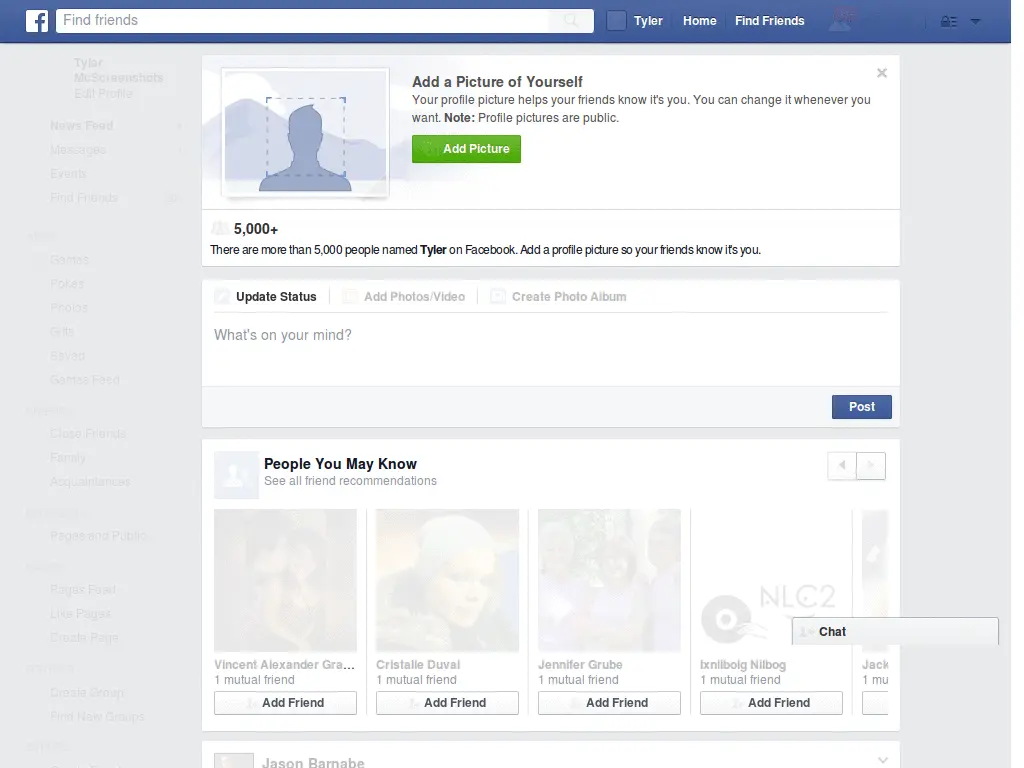 f
Find friends
Tyler
Home
Find Friends
Tyler
McScreenshots
Edit Profile
News Feed
Messages
Events
Find Friends
Games
Pokes
Photos
Gifts
Saved
Games Feed
Close Friends
Family
Acquaintances
Pages and Public
Pages Feed
Like Pages
Create Page
Create Group
Find New Groups
Add a Picture of Yourself
Your profile picture helps your friends know it's you. You can change it whenever you
want. Note: Profile pictures are public.
Add Picture
5,000+
There are more than 5,000 people named Tyler on Facebook. Add a profile picture so your friends know it's you.
Update Status
Add Photos/Video
Create Photo Album
What's on your mind?
Post
People You May Know
See all friend recommendations
NLC2
Vincent Alexander Gra...
1 mutual friend
Add Friend
Cristalie Duval
1 mutual friend
Add Friend
Jennifer Grube
1 mutual friend
Add Friend
Ixnilboig Nilbog
1 mutual friend
Add Friend
Jack
1 mu
Chat
Jason Barnabe